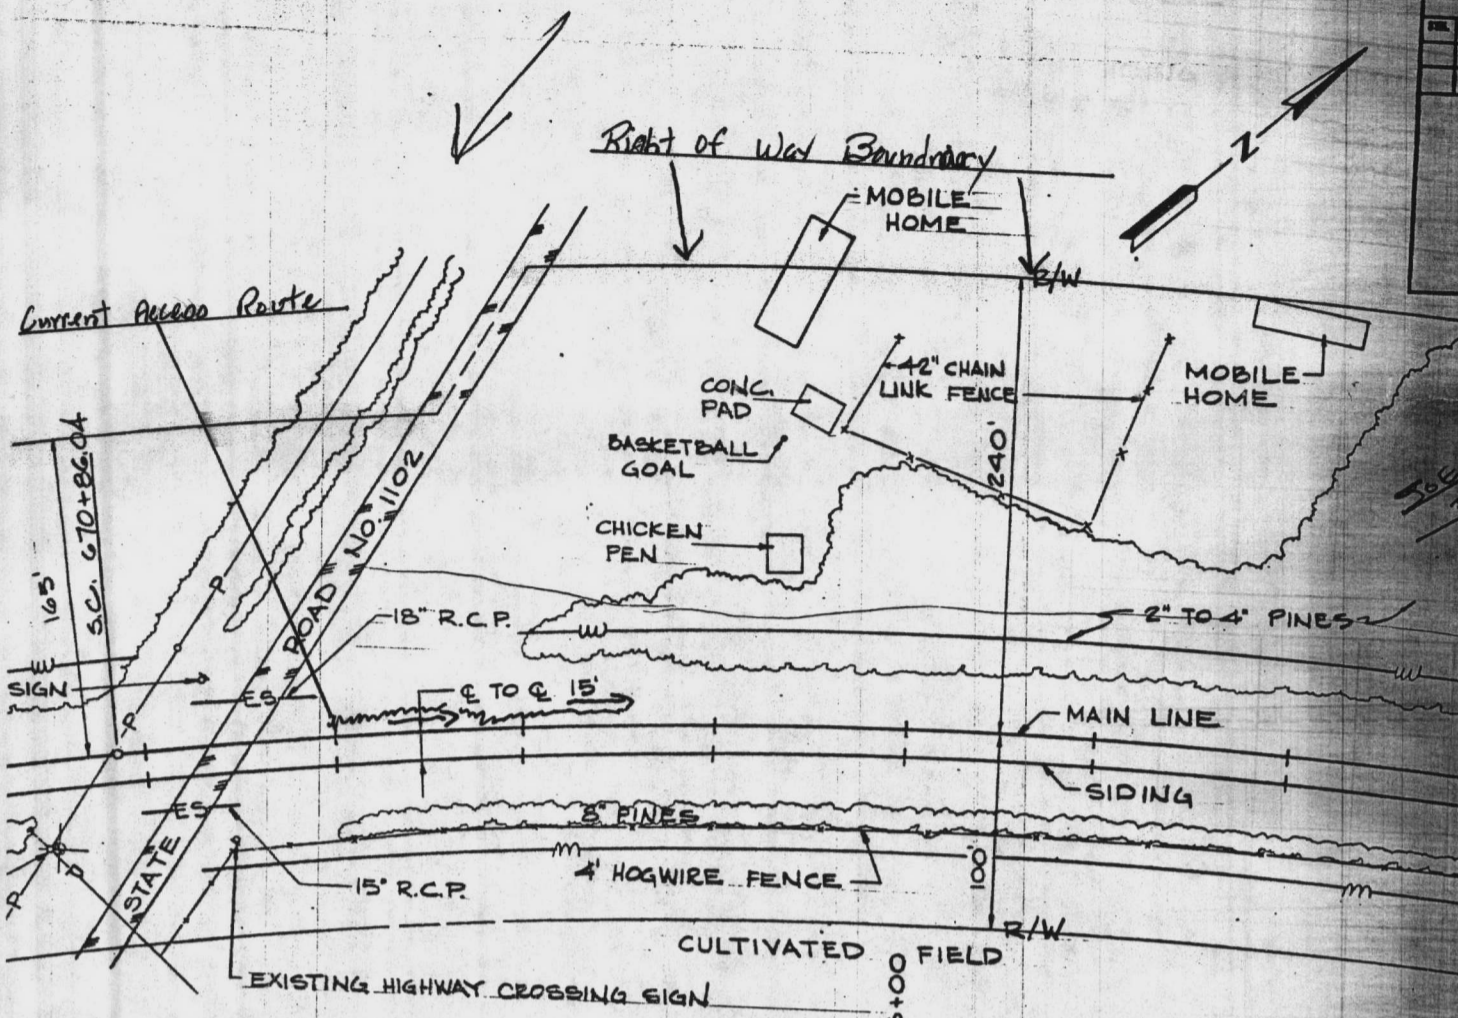 Right of Way Boundrary
N
MOBILE
HOME
R/W
Current Access Route
42" CHAIN
LINK FENCE
MOBILE
HOME
CONC.
PAD
BASKETBALL
GOAL
240'
165'
S.C. 670+86.04
STATE ROAD No. 1102
CHICKEN
PEN
P
18" R.C.P.
2" TO 4" PINES
SIGN
ES
℄ TO ℄ 15'
P
MAIN LINE
SIDING
ES
8" PINES
4' HOGWIRE FENCE
100'
15" R.C.P.
P
P
R/W
CULTIVATED FIELD
EXISTING HIGHWAY CROSSING SIGN
+00